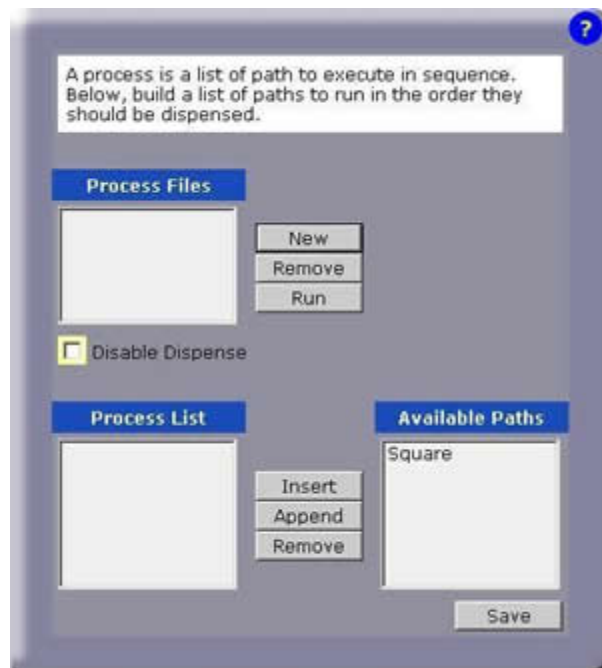 ?
A process is a list of path to execute in sequence.
Below, build a list of paths to run in the order they
should be dispensed.
Process Files
New
Remove
Run
Disable Dispense
Process List
Available Paths
Square
Insert
Append
Remove
Save